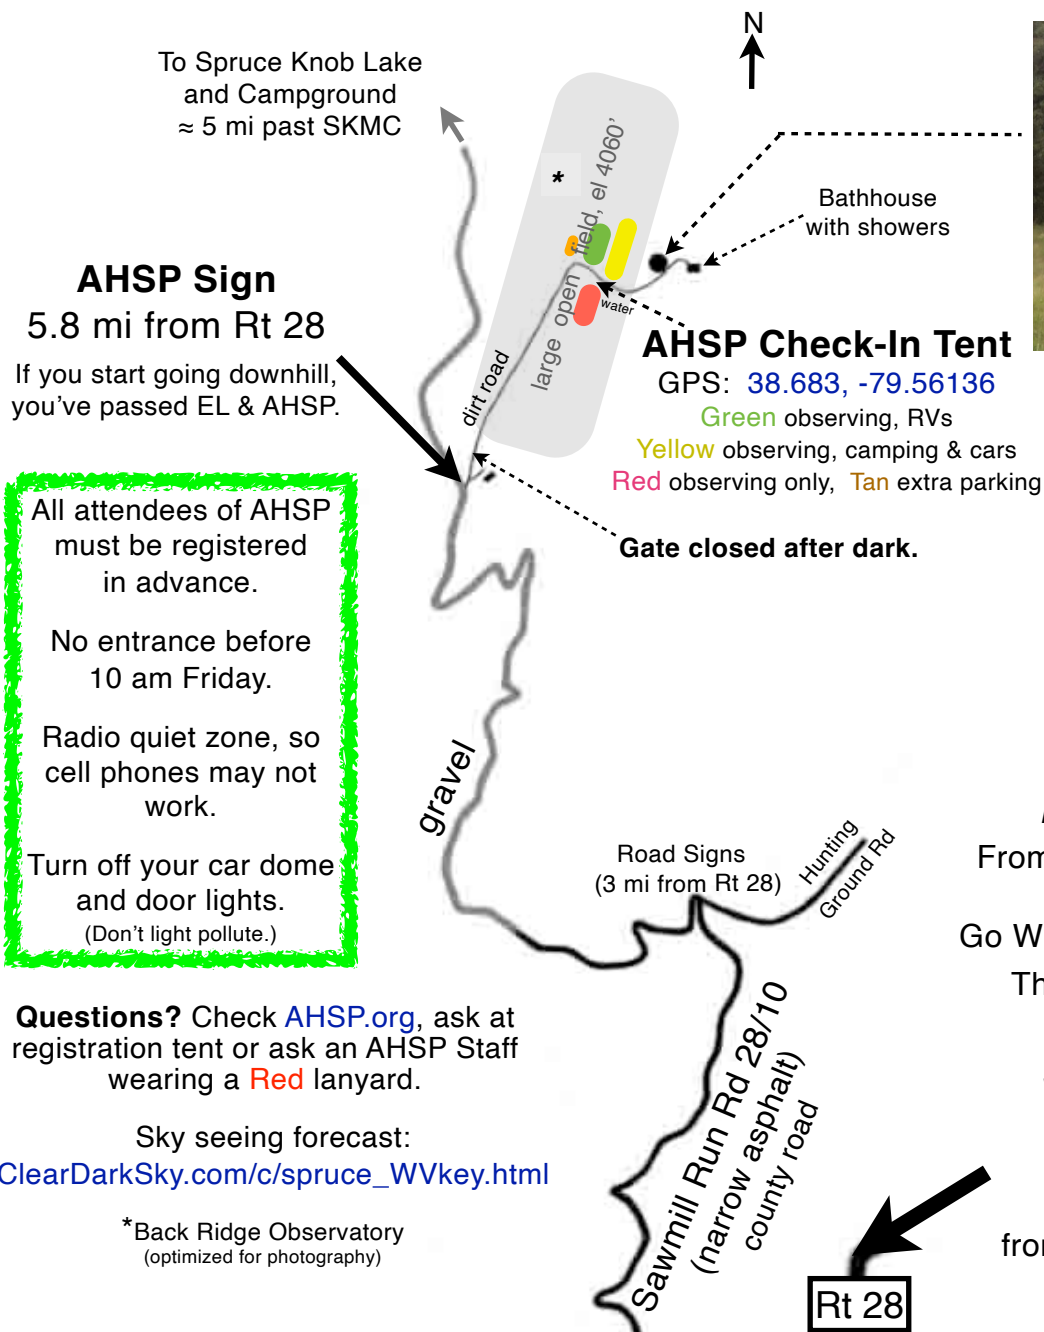 N
To Spruce Knob Lake
and Campground
≈ 5 mi past SKMC
*
large open field, el 4060’
Bathhouse
with showers
AHSP Sign
5.8 mi from Rt 28
If you start going downhill,
you’ve passed EL & AHSP.
dirt road
water
AHSP Check-In Tent
GPS: 38.683, -79.56136
Green observing, RVs
Yellow observing, camping & cars
Red observing only, Tan extra parking
Gate closed after dark.
All attendees of AHSP
must be registered
in advance.
No entrance before
10 am Friday.
Radio quiet zone, so
cell phones may not
work.
Turn off your car dome
and door lights.
(Don’t light pollute.)
gravel
Road Signs
(3 mi from Rt 28)
Hunting
Ground Rd
From
Go W
Th
Sawmill Run Rd 28/10
(narrow asphalt)
county road
Questions? Check AHSP.org, ask at
registration tent or ask an AHSP Staff
wearing a Red lanyard.
Sky seeing forecast:
ClearDarkSky.com/c/spruce_WVkey.html
*Back Ridge Observatory
(optimized for photography)
from
Rt 28